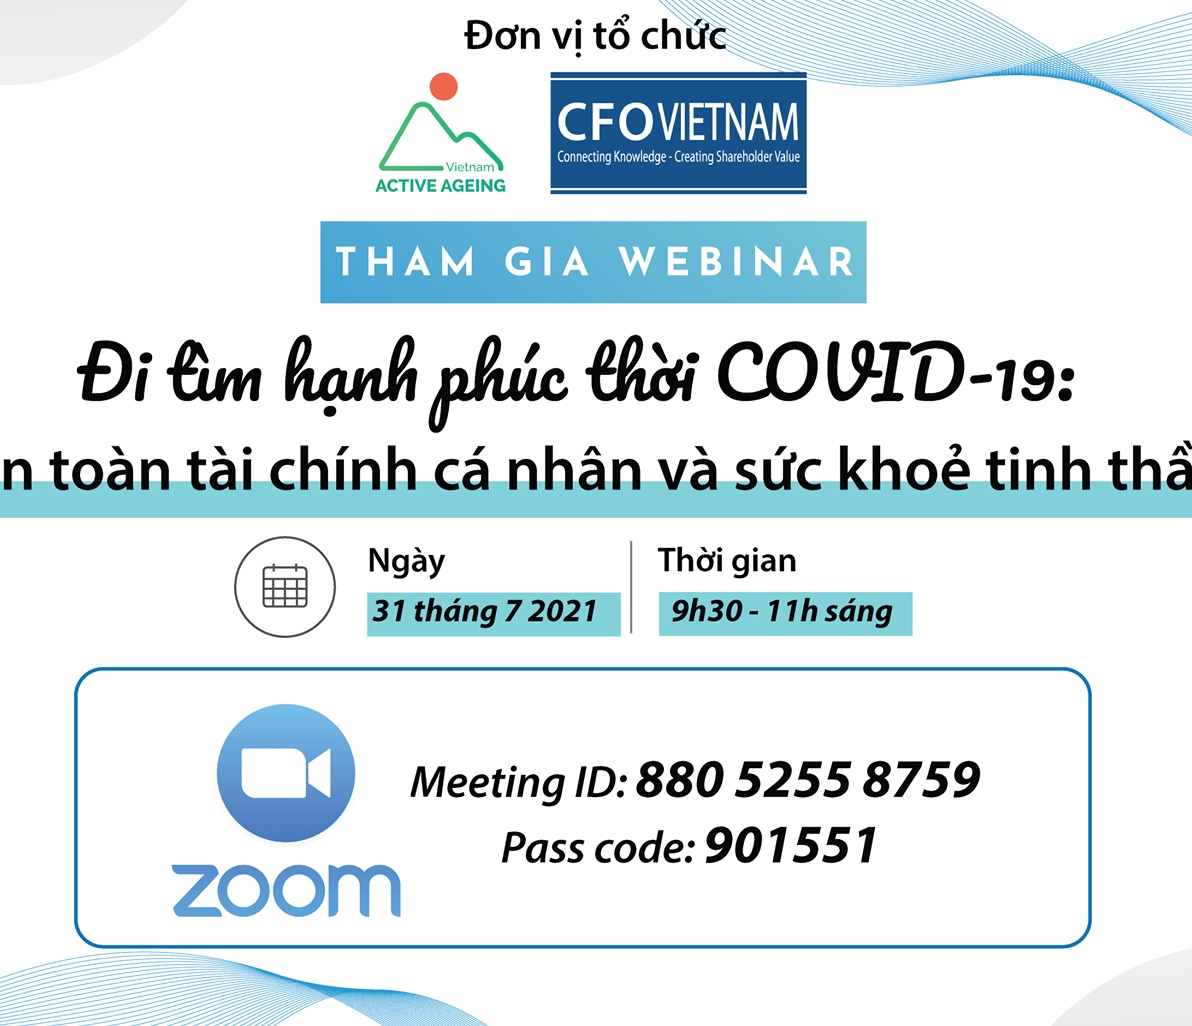 Đơn vị tổ chức
Vietnam
ACTIVE AGEING
CFO VIETNAM
Connecting Knowledge - Creating Shareholder Value
THAM GIA WEBINAR
Đi tìm hạnh phúc thời COVID-19:
n toàn tài chính cá nhân và sức khoẻ tinh thầ
Ngày
31 tháng 7 2021
Thời gian
9h30 - 11h sáng
Meeting ID: 880 5255 8759
Pass code: 901551
zoom